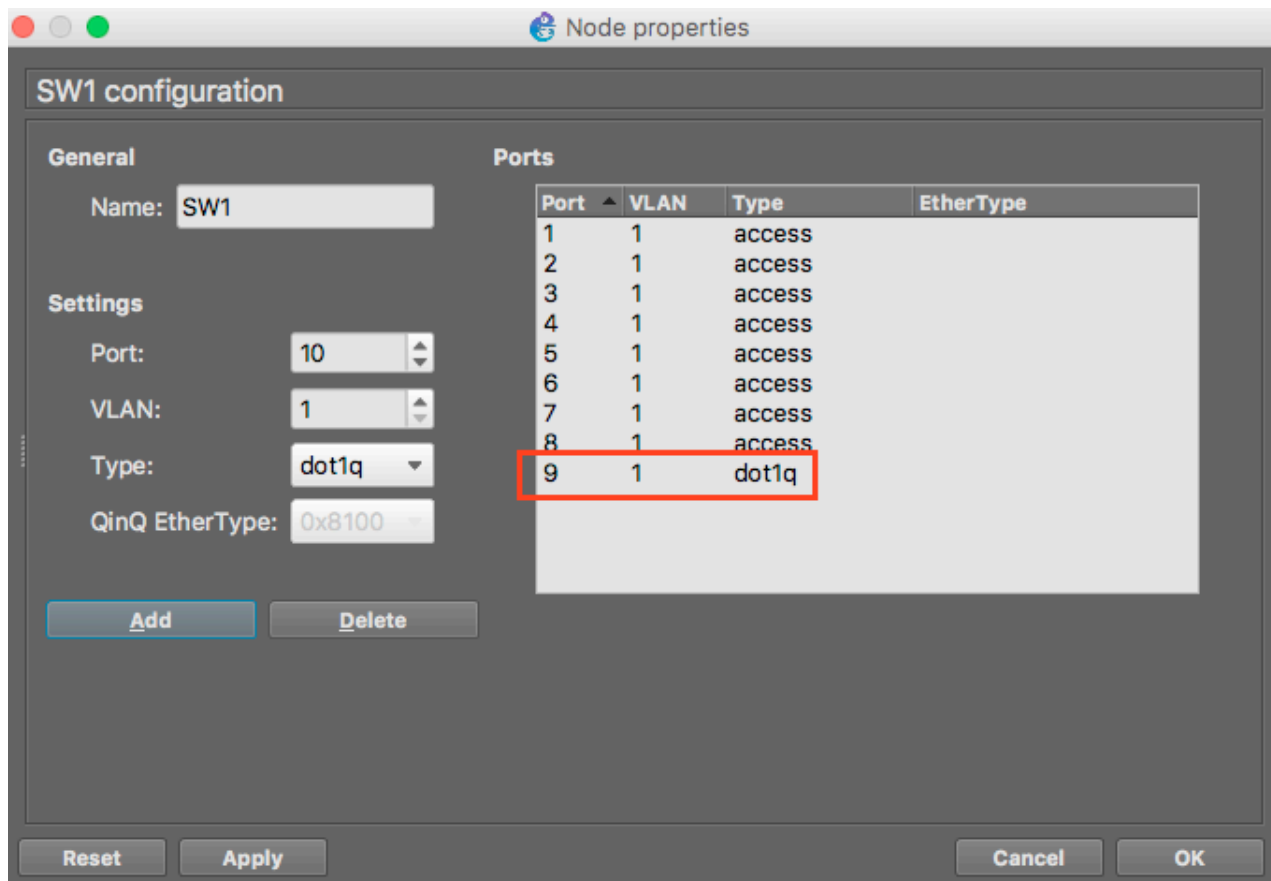 Node properties
SW1 configuration
General
Name: SW1
Settings
Port: 10
VLAN: 1
Type: dot1q
QinQ EtherType: 0x8100
Add Delete
Ports
Port VLAN Type EtherType
1 1 access
2 1 access
3 1 access
4 1 access
5 1 access
6 1 access
7 1 access
8 1 access
9 1 dot1q
Reset Apply Cancel OK